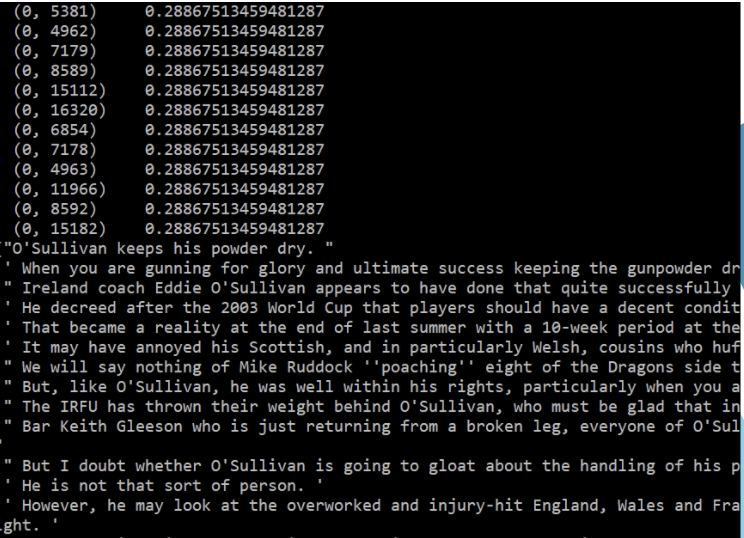 (0, 5381) 0.28867513459481287
(0, 4962) 0.28867513459481287
(0, 7179) 0.28867513459481287
(0, 8589) 0.28867513459481287
(0, 15112) 0.28867513459481287
(0, 16320) 0.28867513459481287
(0, 6854) 0.28867513459481287
(0, 7178) 0.28867513459481287
(0, 4963) 0.28867513459481287
(0, 11966) 0.28867513459481287
(0, 8592) 0.28867513459481287
(0, 15182) 0.28867513459481287
("O'Sullivan keeps his powder dry. "
' When you are gunning for glory and ultimate success keeping the gunpowder dr
" Ireland coach Eddie O'Sullivan appears to have done that quite successfully
' He decreed after the 2003 World Cup that players should have a decent condit
' That became a reality at the end of last summer with a 10-week period at the
' It may have annoyed his Scottish, and in particularly Welsh, cousins who huf
" We will say nothing of Mike Ruddock ''poaching'' eight of the Dragons side t
" But, like O'Sullivan, he was well within his rights, particularly when you a
" The IRFU has thrown their weight behind O'Sullivan, who must be glad that in
" Bar Keith Gleeson who is just returning from a broken leg, everyone of O'Sul
'
" But I doubt whether O'Sullivan is going to gloat about the handling of his p
' He is not that sort of person. '
' However, he may look at the overworked and injury-hit England, Wales and Fra
ight. '